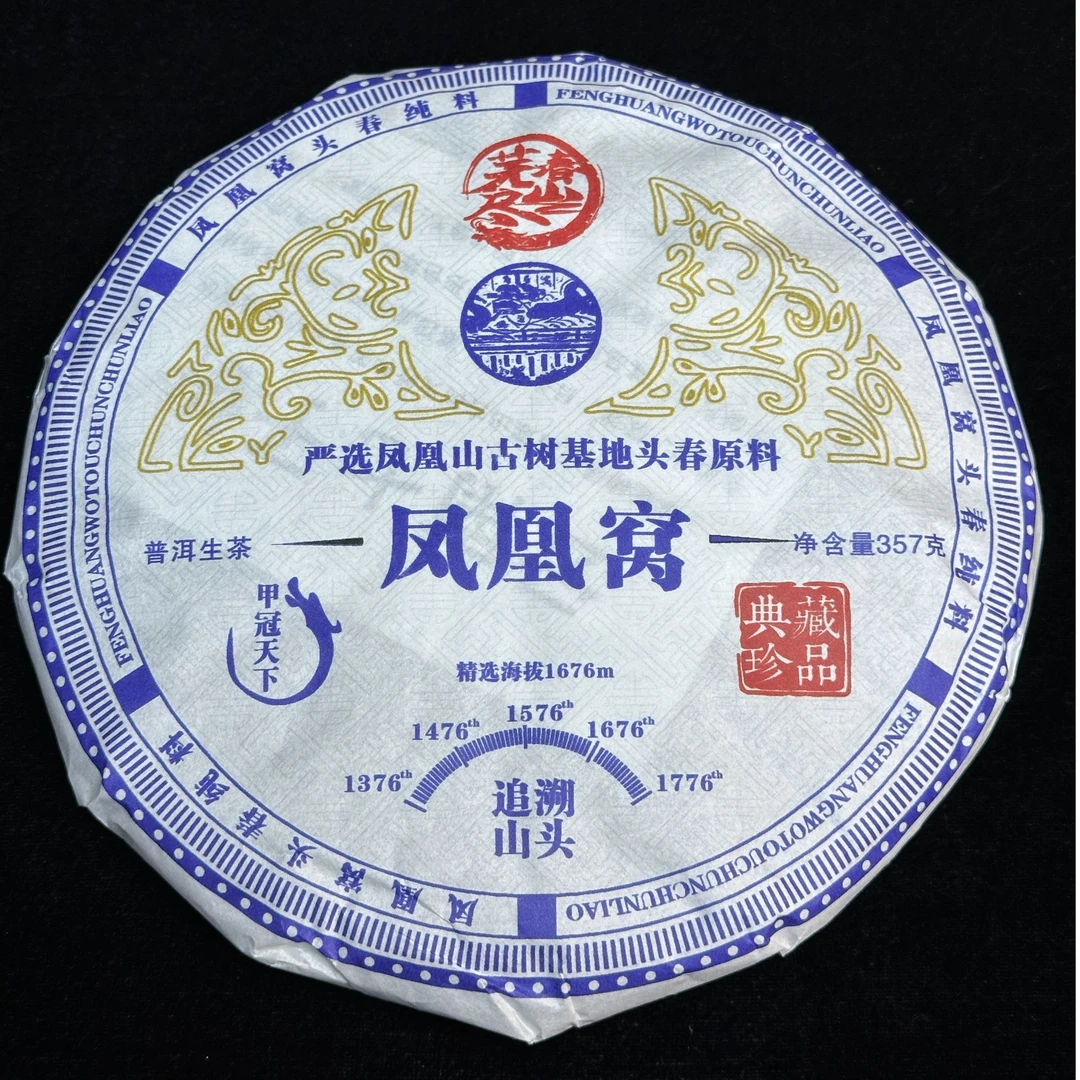 凤凰窝头春纯料
FENGHUANGWOTOUCHUNCHUNLIAO
凤凰窝头春纯料
FENGHUANGWOTOUCHUNCHUNLIAO
凤凰窝头春纯料
FENGHUANGWOTOUCHUNCHUNLIAO
严选凤凰山古树基地头春原料
普洱生茶
凤凰窝
净含量357克
甲冠天下
典藏
珍品
精选海拔1676m
1376th
1476th
1576th
1676th
1776th
追溯
山头